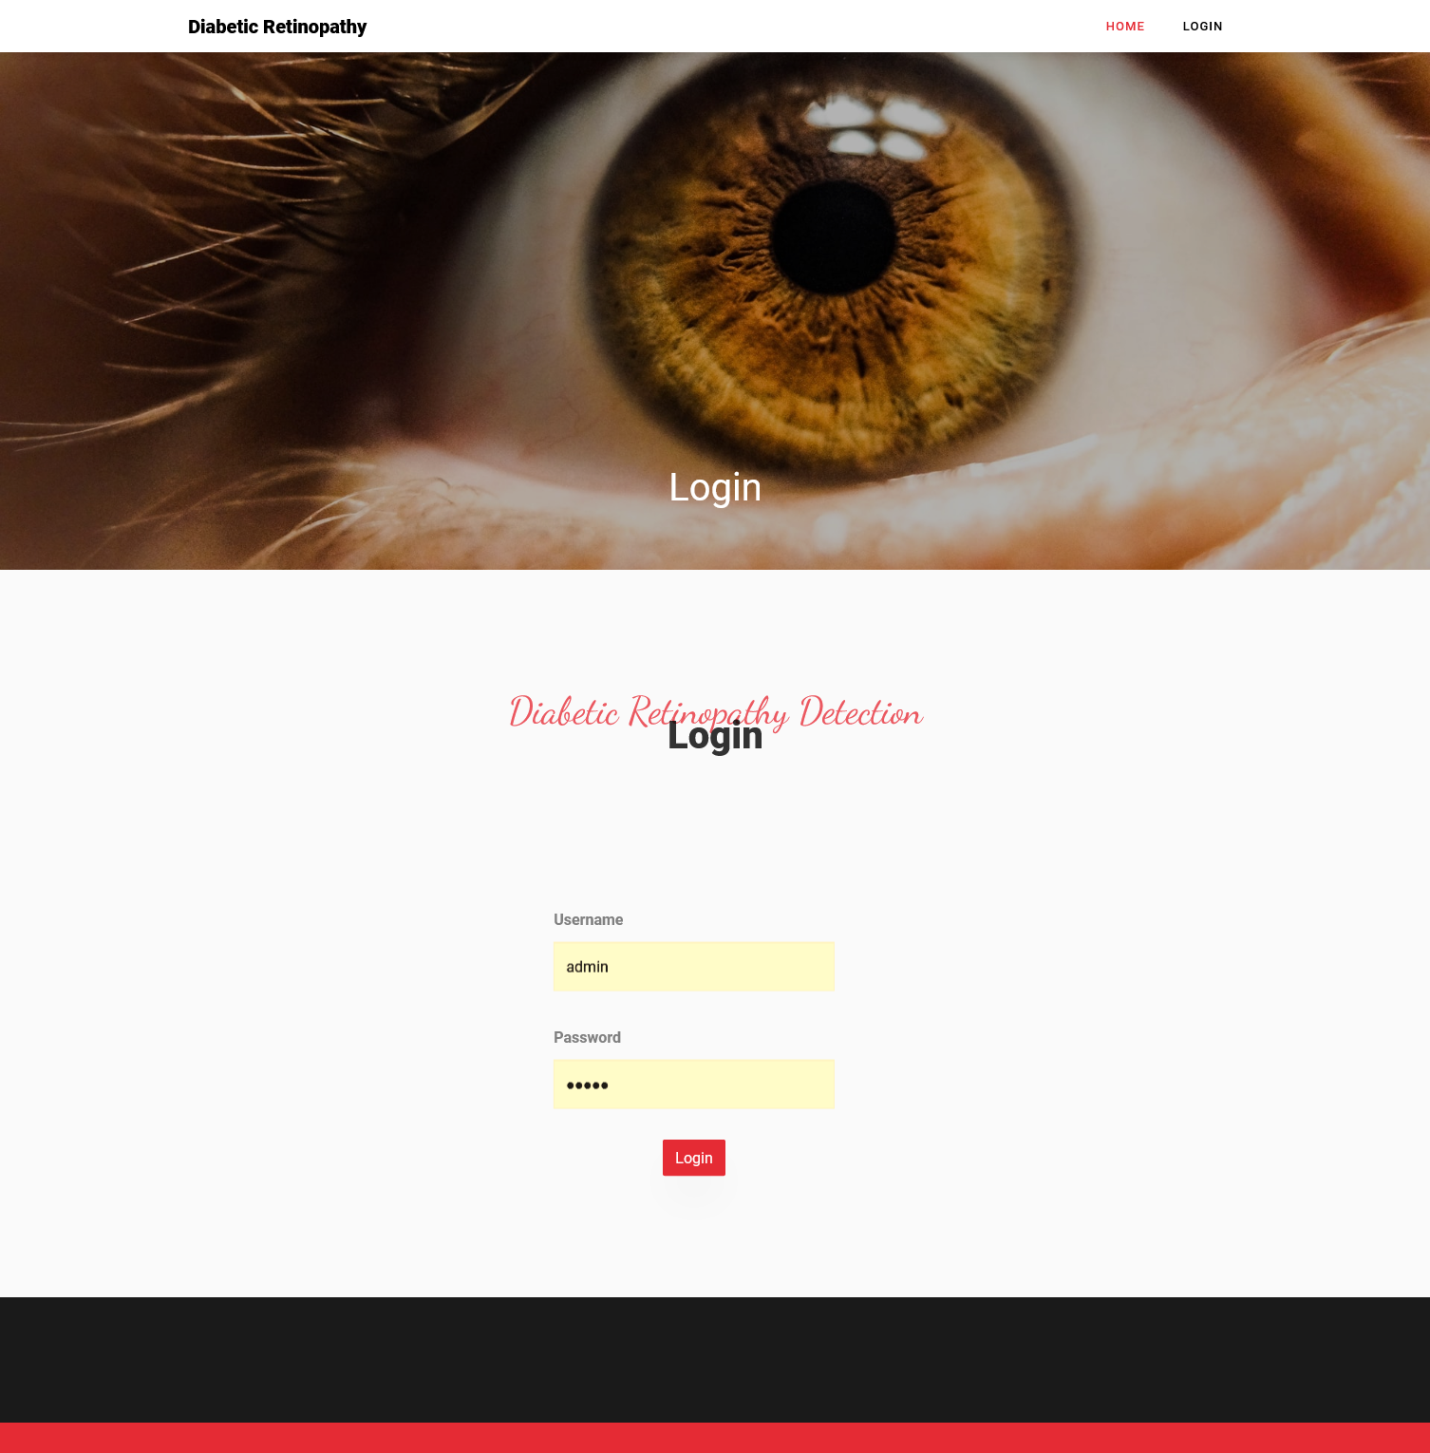 Diabetic Retinopathy
HOME LOGIN
Login
Diabetic Retinopathy Detection
Login
Username
admin
Password
•••••
Login